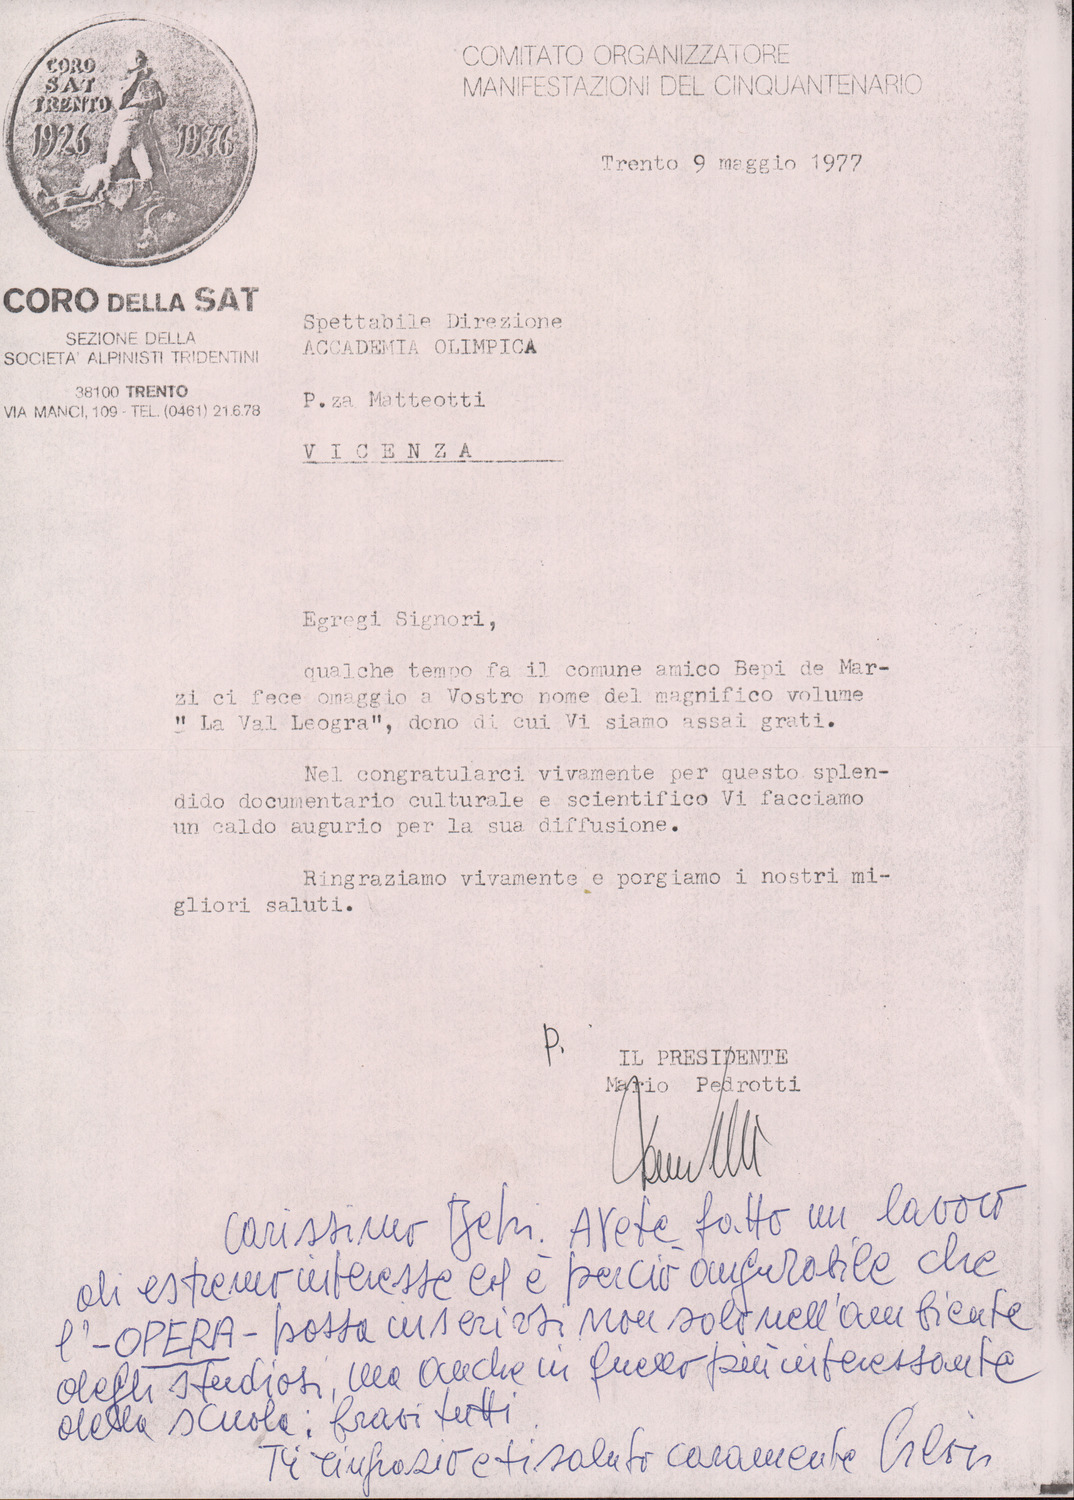 CORO
SAT
TRENTO
1926 1976
COMITATO ORGANIZZATORE
MANIFESTAZIONI DEL CINQUANTENARIO
Trento 9 maggio 1977
CORO DELLA SAT
SEZIONE DELLA
SOCIETA' ALPINISTI TRIDENTINI
38100 TRENTO
VIA MANCI, 109 - TEL. (0461) 21.6.78
Spettabile Direzione
ACCADEMIA OLIMPICA
P.za Matteotti
V I C E N Z A
Egregi Signori,
qualche tempo fa il comune amico Bepi de Mar-
zi ci fece omaggio a Vostro nome del magnifico volume
" La Val Leogra", dono di cui Vi siamo assai grati.
Nel congratularci vivamente per questo splen-
dido documentario culturale e scientifico Vi facciamo
un caldo augurio per la sua diffusione.
Ringraziamo vivamente e porgiamo i nostri mi-
gliori saluti.
P.
IL PRESIDENTE
Mario Pedrotti
Carissimo Bepi. Avete fatto un lavoro
di estremo interesse ed è perciò augurabile che
l'-OPERA- possa inserirsi non solo nell'ambiente
degli studiosi, ma anche in quello più interessante
della scuola: bravi tutti.
Ti ringrazio e ti saluto caramente